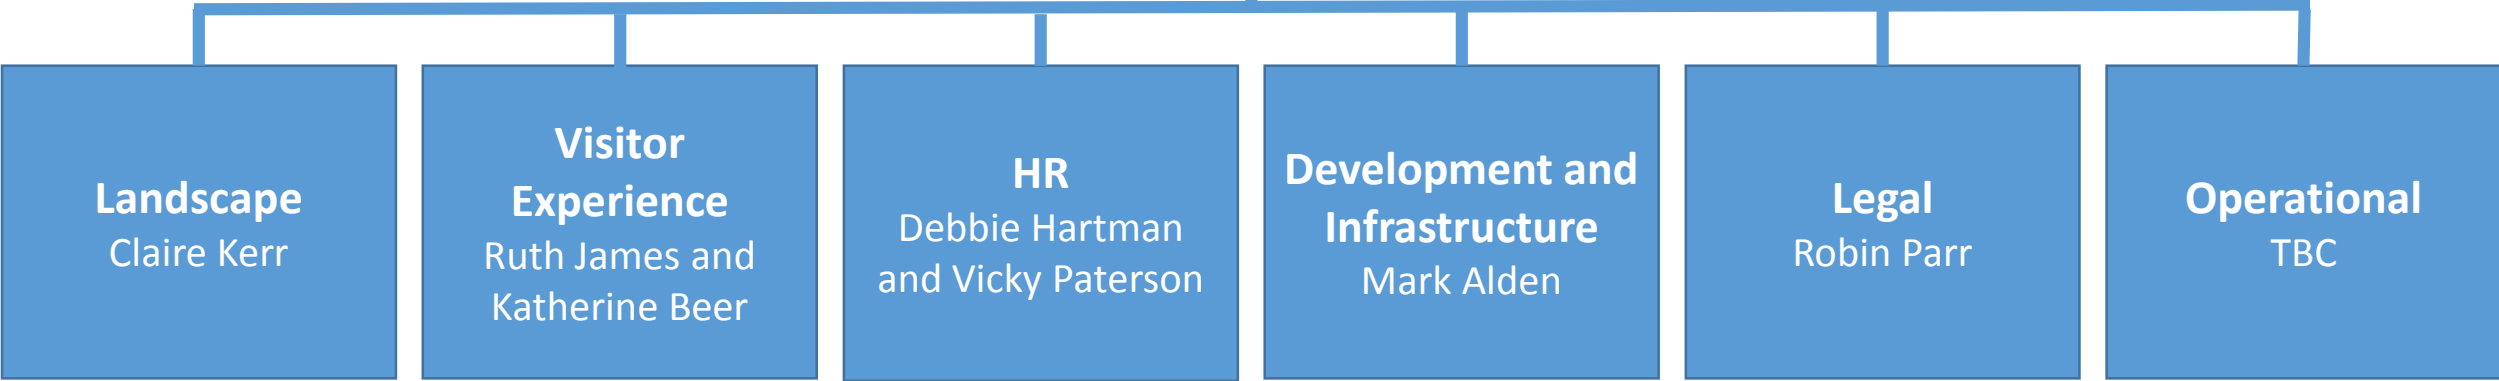 Landscape
Claire Kerr
Visitor
Experience
Ruth James and
Katherine Beer
HR
Debbie Hartman
and Vicky Paterson
Development and
Infrastructure
Mark Alden
Legal
Robin Parr
Operational
TBC